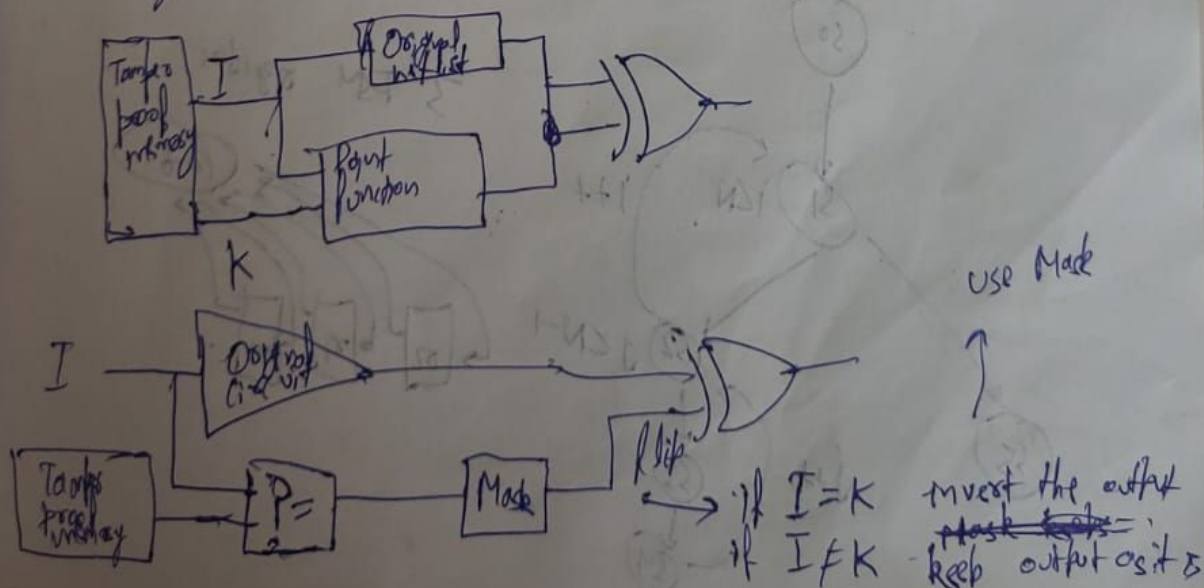 Tamper
proof
memory
I
Original
netlist
Point
function
K
use Mask
I
Original
Circuit
Tamper
proof
memory
P=
?
Mask
flip
if I = K invert the output
if I ≠ K keep output as it is